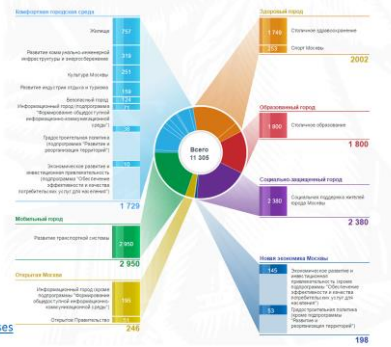 Комфортная городская среда
Жилище
757
Развитие коммунально-инженерной
инфраструктуры и энергосбережение
Культура Москвы
251
Развитие индустрии отдыха и туризма
Безопасный город
Информационный город (подпрограмма
"Формирование общедоступной
информационно-коммуникационной
среды")
Градостроительная политика
(подпрограмма "Развитие и
реорганизация территорий")
Экономическое развитие и
инвестиционная привлекательность
(подпрограмма "Обеспечение
эффективности и качества
потребительских услуг для населения")
1 729
Мобильный город
Развитие транспортной системы
2 950
2 950
Открытая Москва
Информационный город (кроме
подпрограммы "Формирование
общедоступной информационно-
коммуникационной среды")
Открытое Правительство
246
ses
Всего
11 305
Здоровый город
1 749
Столичное здравоохранение
253
Спорт Москвы
2002
Образованный город
1 800
Столичное образование
1 800
Социально-защищенный город
2 380
Социальная поддержка жителей
города Москвы
2 380
Новая экономика Москвы
145
Экономическое развитие и
инвестиционная
привлекательность (кроме
подпрограммы "Обеспечение
эффективности и качества
потребительских услуг для
населения")
53
Градостроительная политика
(кроме подпрограммы
"Развитие и
реорганизация территорий")
198